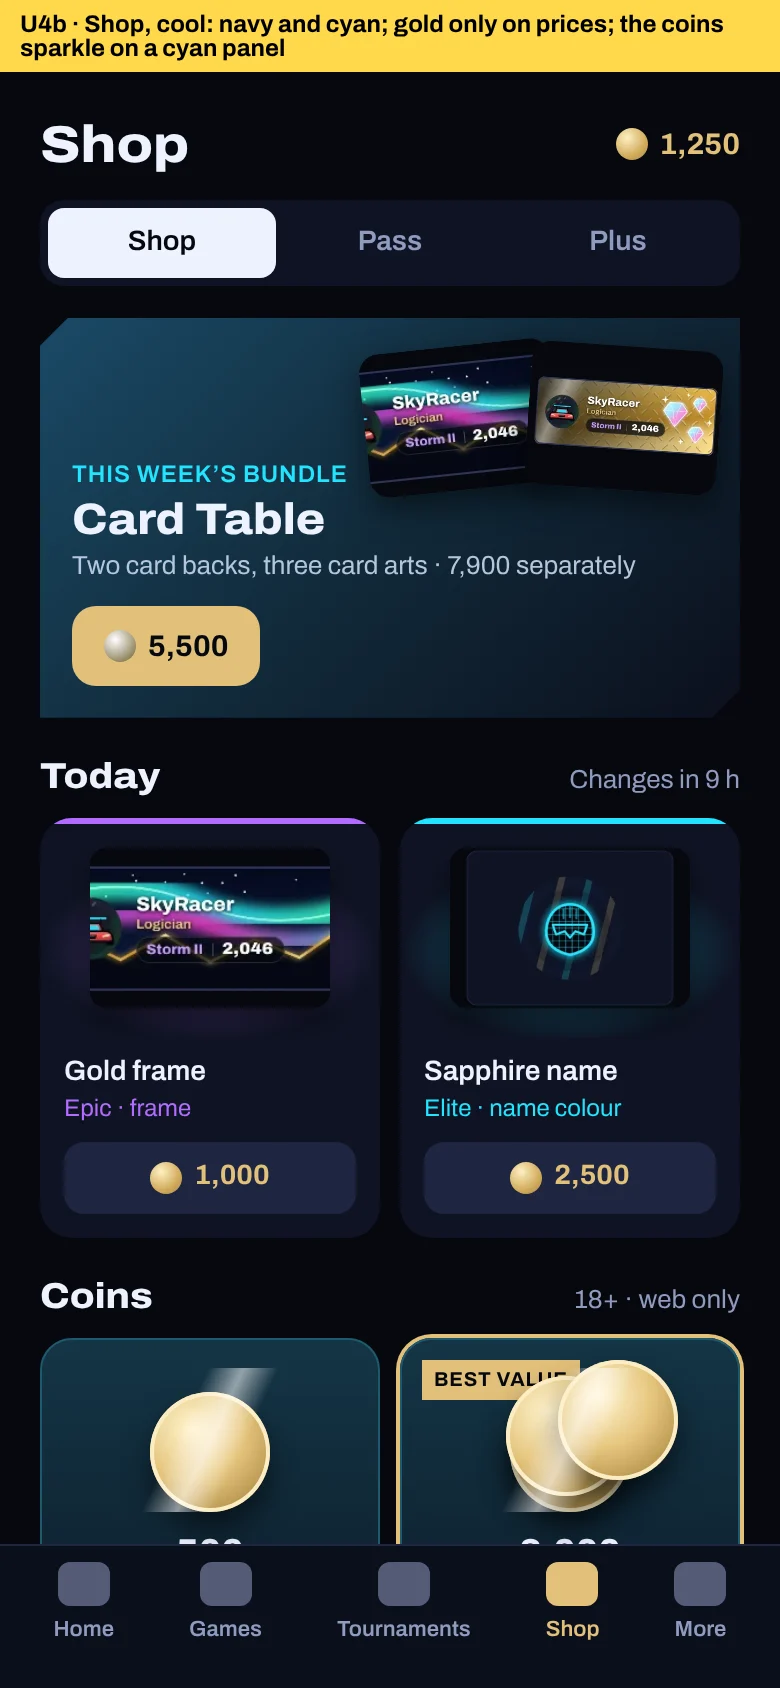 U4b · Shop, cool: navy and cyan; gold only on prices; the coins
sparkle on a cyan panel
Shop
1,250
Shop
Pass
Plus
SkyRacer
Logician
Storm II | 2,046
SkyRacer
Logician
Storm II | 2,046
THIS WEEK’S BUNDLE
Card Table
Two card backs, three card arts · 7,900 separately
5,500
Today
Changes in 9 h
SkyRacer
Logician
Storm II | 2,046
Gold frame
Epic · frame
1,000
Sapphire name
Elite · name colour
2,500
Coins
18+ · web only
BEST VALUE
Home
Games
Tournaments
Shop
More